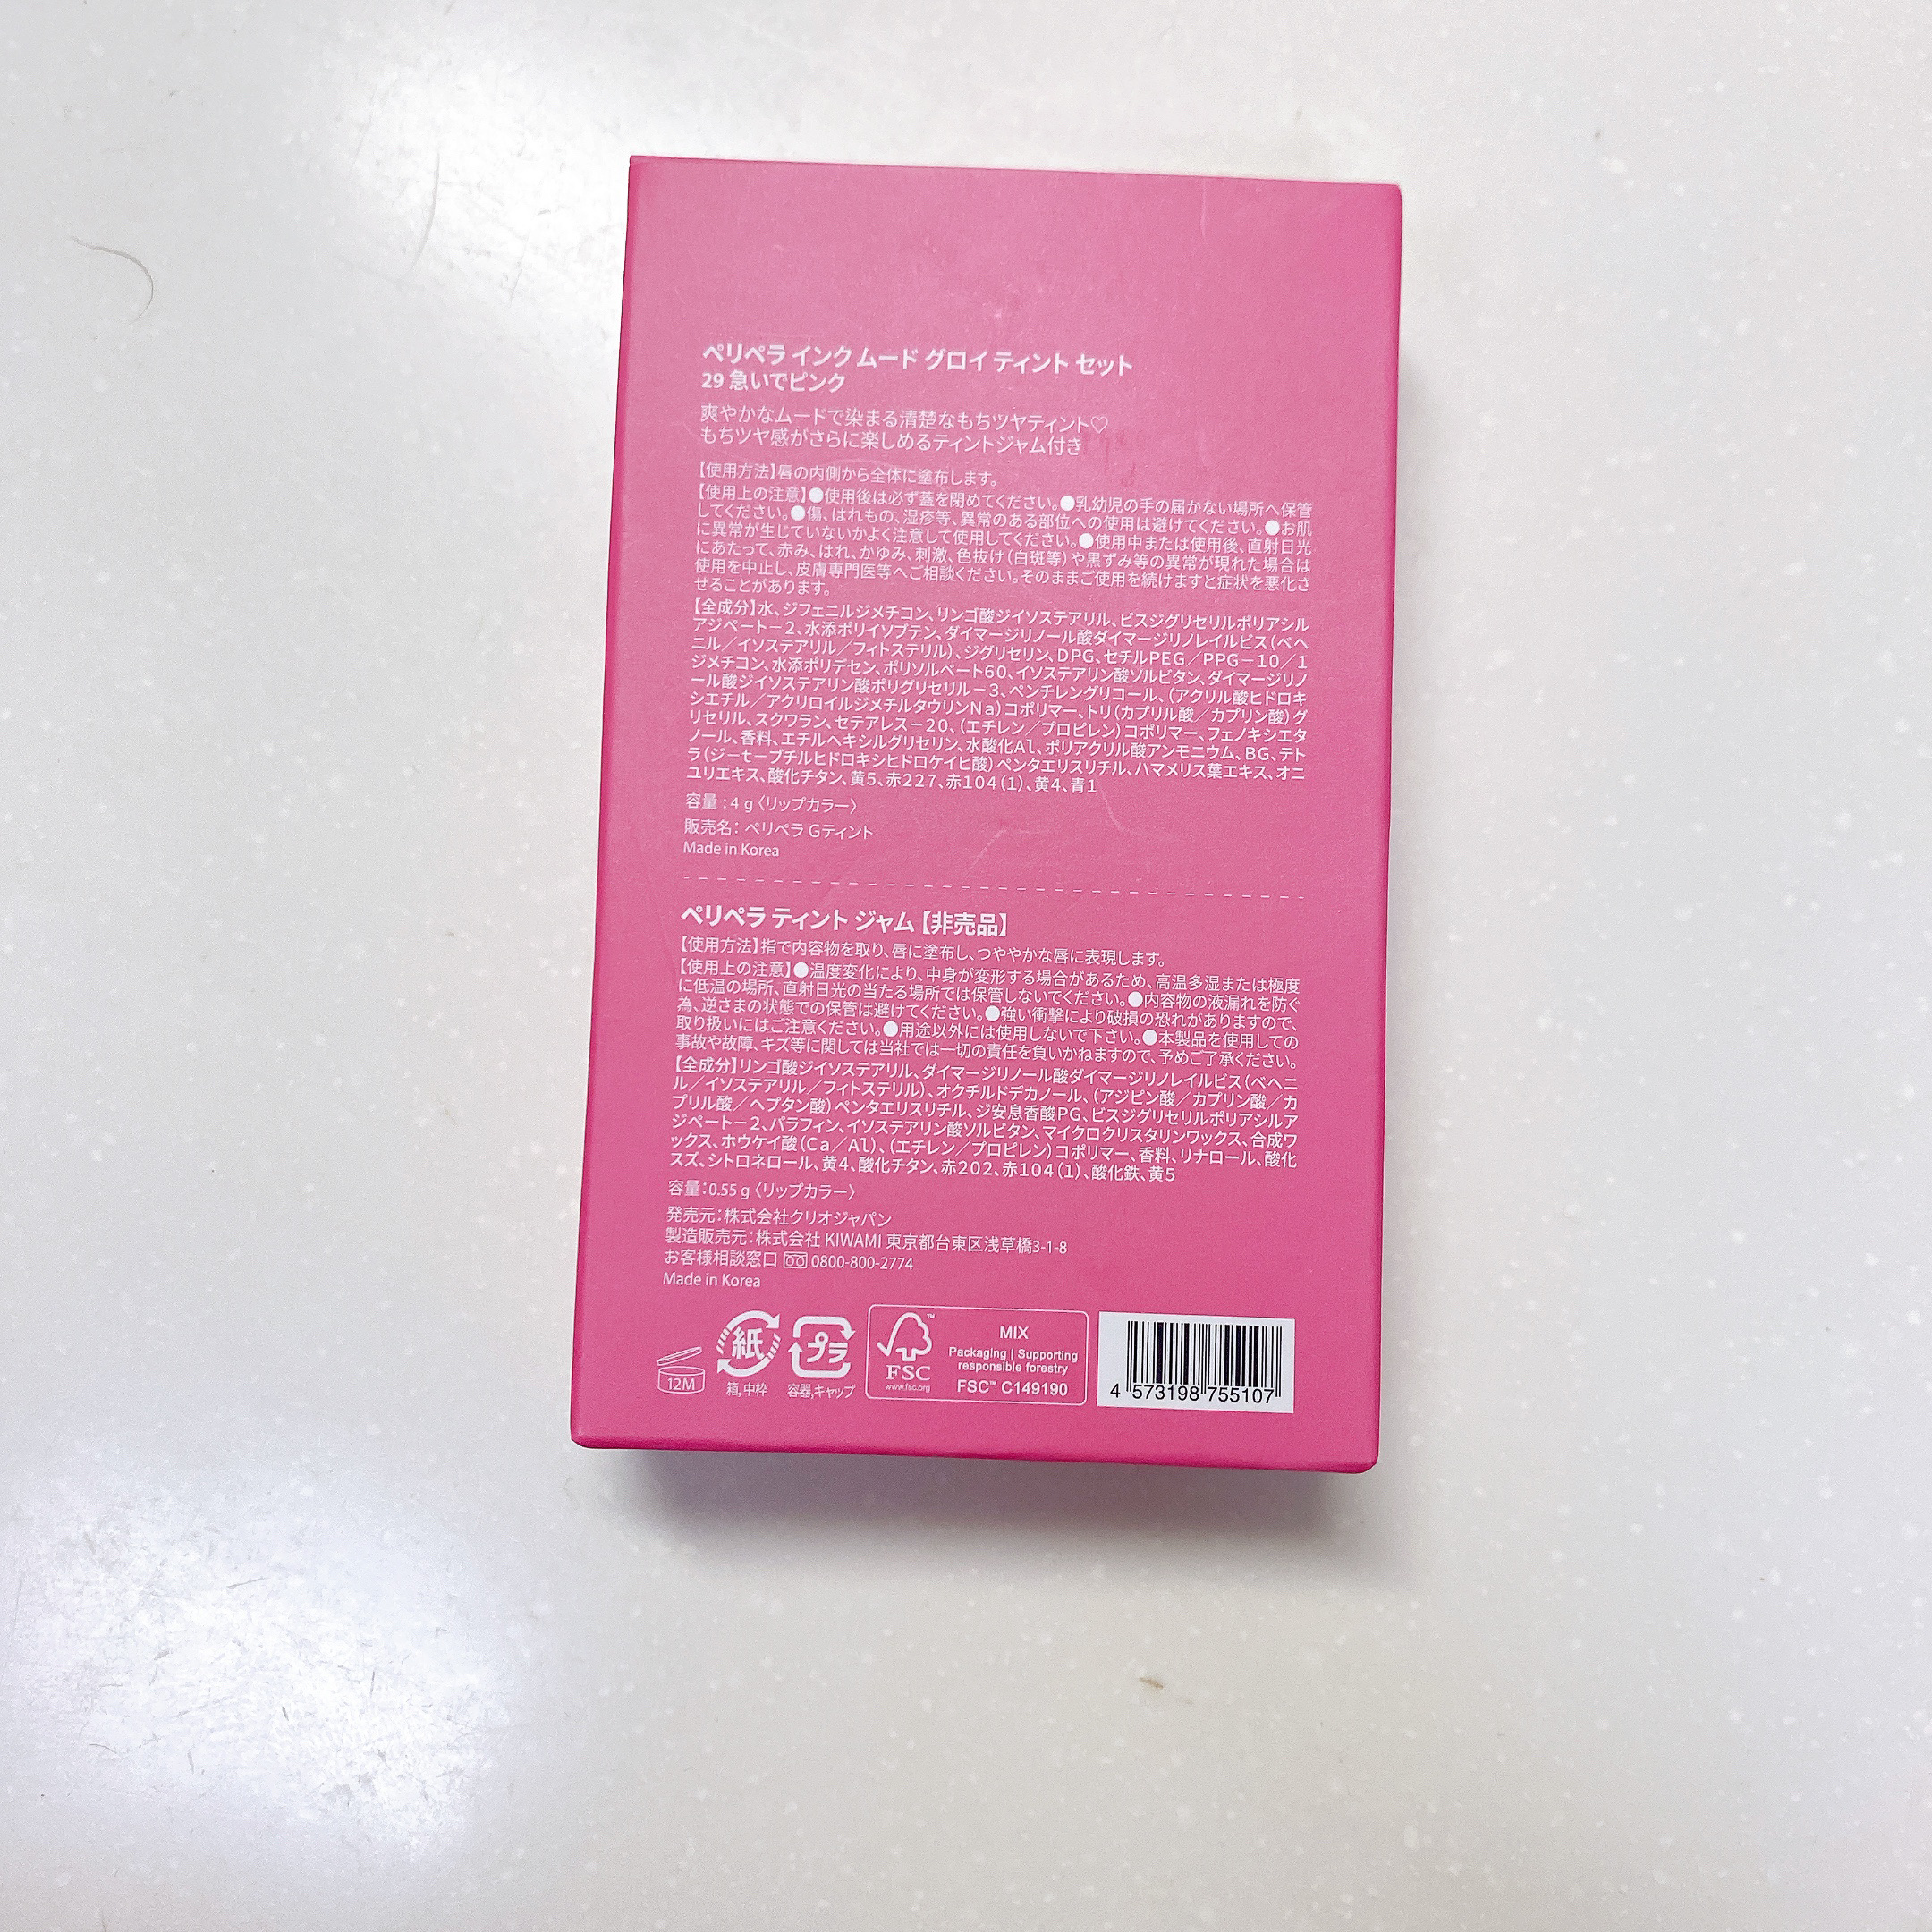 ペリペラ インク ムード グロイ ティント セット
29 急いでピンク
爽やかなムードで染まる清楚なもちツヤティント♡
もちツヤ感がさらに楽しめるティントジャム付き
【使用方法】唇の内側から全体に塗布します。
【使用上の注意】●使用後は必ず蓋を閉めてください。●乳幼児の手の届かない場所へ保管
してください。●傷、はれもの、湿疹等、異常のある部位への使用は避けてください。●お肌
に異常が生じていないかよく注意して使用してください。●使用中または使用後、直射日光
にあたって、赤み、はれ、かゆみ、刺激、色抜け（白斑等）や黒ずみ等の異常が現れた場合は
使用を中止し、皮膚専門医等へご相談ください。そのままご使用を続けますと症状を悪化さ
せることがあります。
【全成分】水、ジフェニルジメチコン、リンゴ酸ジイソステアリル、ビスジグリセリルポリアシル
アジペート－2、水添ポリイソブテン、ダイマージリノール酸ダイマージリノレイルビス（ベヘ
ニル／イソステアリル／フィトステリル）、ジグリセリン、DPG、セチルPEG／PPG－10／1
ジメチコン、水添ポリデセン、ポリソルベート60、イソステアリン酸ソルビタン、ダイマージリノ
ール酸ジイソステアリン酸ポリグリセリル－3、ペンチレングリコール、（アクリル酸ヒドロキ
シエチル／アクリロイルジメチルタウリンNa）コポリマー、トリ（カプリル酸／カプリン酸）グ
リセリル、スクワラン、セテアレス－20、（エチレン／プロピレン）コポリマー、フェノキシエタ
ノール、香料、エチルヘキシルグリセリン、水酸化Al、ポリアクリル酸アンモニウム、BG、テト
ラ（ジ－t－ブチルヒドロキシヒドロケイヒ酸）ペンタエリスリチル、ハマメリス葉エキス、オニ
ユリエキス、酸化チタン、黄5、赤227、赤104（1）、黄4、青1
容量 : 4 g 〈リップカラー〉
販売名： ペリペラ Gティント
Made in Korea
ペリペラ ティント ジャム【非売品】
【使用方法】指で内容物を取り、唇に塗布し、つややかな唇に表現します。
【使用上の注意】●温度変化により、中身が変形する場合があるため、高温多湿または極度
に低温の場所、直射日光の当たる場所では保管しないでください。●内容物の液漏れを防ぐ
為、逆さまの状態での保管は避けてください。●強い衝撃により破損の恐れがありますので、
取り扱いにはご注意ください。●用途以外には使用しないで下さい。●本製品を使用しての
事故や故障、キズ等に関しては当社では一切の責任を負いかねますので、予めご了承ください。
【全成分】リンゴ酸ジイソステアリル、ダイマージリノール酸ダイマージリノレイルビス（ベヘニ
ル／イソステアリル／フィトステリル）、オクチルドデカノール、（アジピン酸／カプリン酸／カ
プリル酸／ヘプタン酸）ペンタエリスリチル、ジ安息香酸PG、ビスジグリセリルポリアシルア
ジペート－2、パラフィン、イソステアリン酸ソルビタン、マイクロクリスタリンワックス、合成ワ
ックス、ホウケイ酸（Ca／Al）、（エチレン／プロピレン）コポリマー、香料、リナロール、酸化
スズ、シトロネロール、黄4、酸化チタン、赤202、赤104（1）、酸化鉄、黄5
容量：0.55 g 〈リップカラー〉
発売元：株式会社クリオジャパン
製造販売元：株式会社 KIWAMI 東京都台東区浅草橋3-1-8
お客様相談窓口 0800-800-2774
Made in Korea
12M
紙
箱, 中枠
プラ
容器,キャップ
FSC
www.fsc.org
MIX
Packaging | Supporting
responsible forestry
FSC™ C149190
4 573198 755107